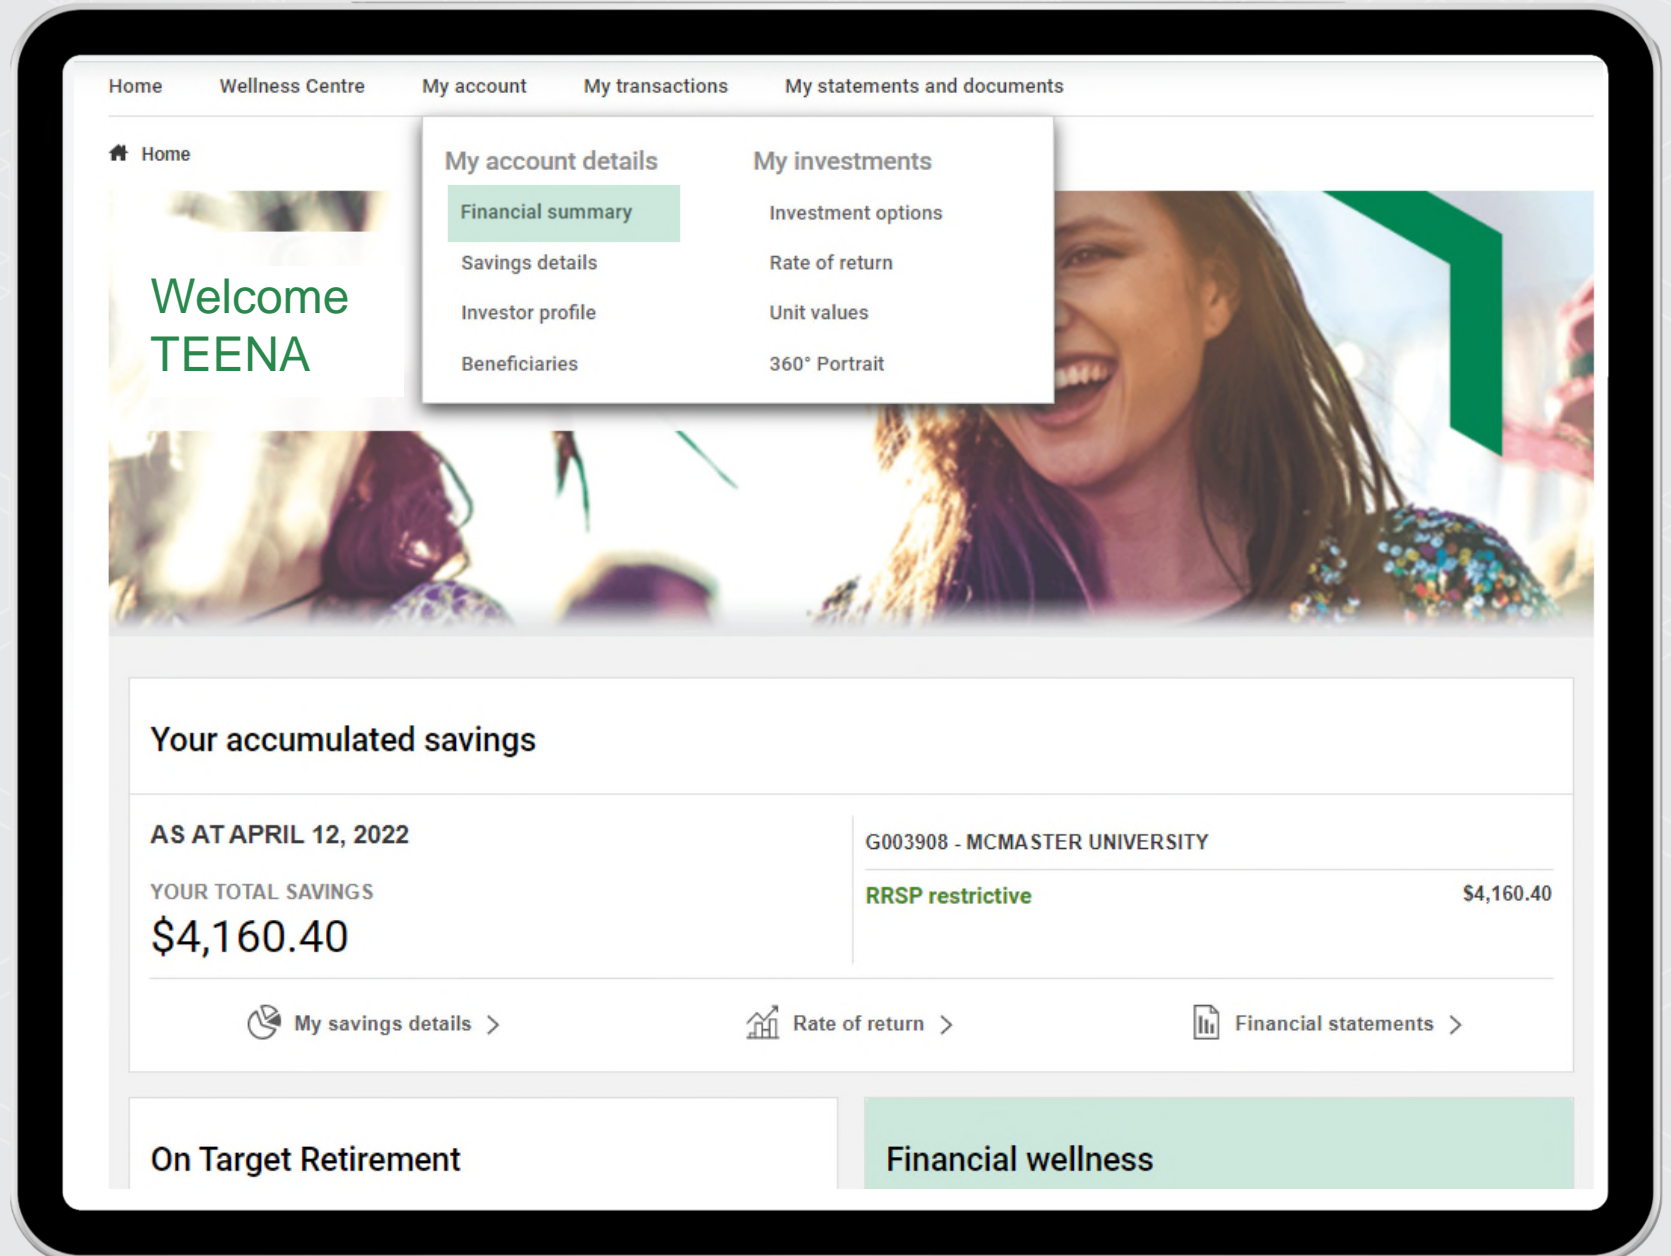 Home Wellness Centre My account My transactions My statements and documents
Home
My account details
Financial summary
Savings details
Investor profile
Beneficiaries
My investments
Investment options
Rate of return
Unit values
360° Portrait
Welcome
TEENA
Your accumulated savings
AS AT APRIL 12, 2022
YOUR TOTAL SAVINGS
$4,160.40
G003908 - MCMASTER UNIVERSITY
RRSP restrictive $4,160.40
My savings details
Rate of return
Financial statements
On Target Retirement
Financial wellness